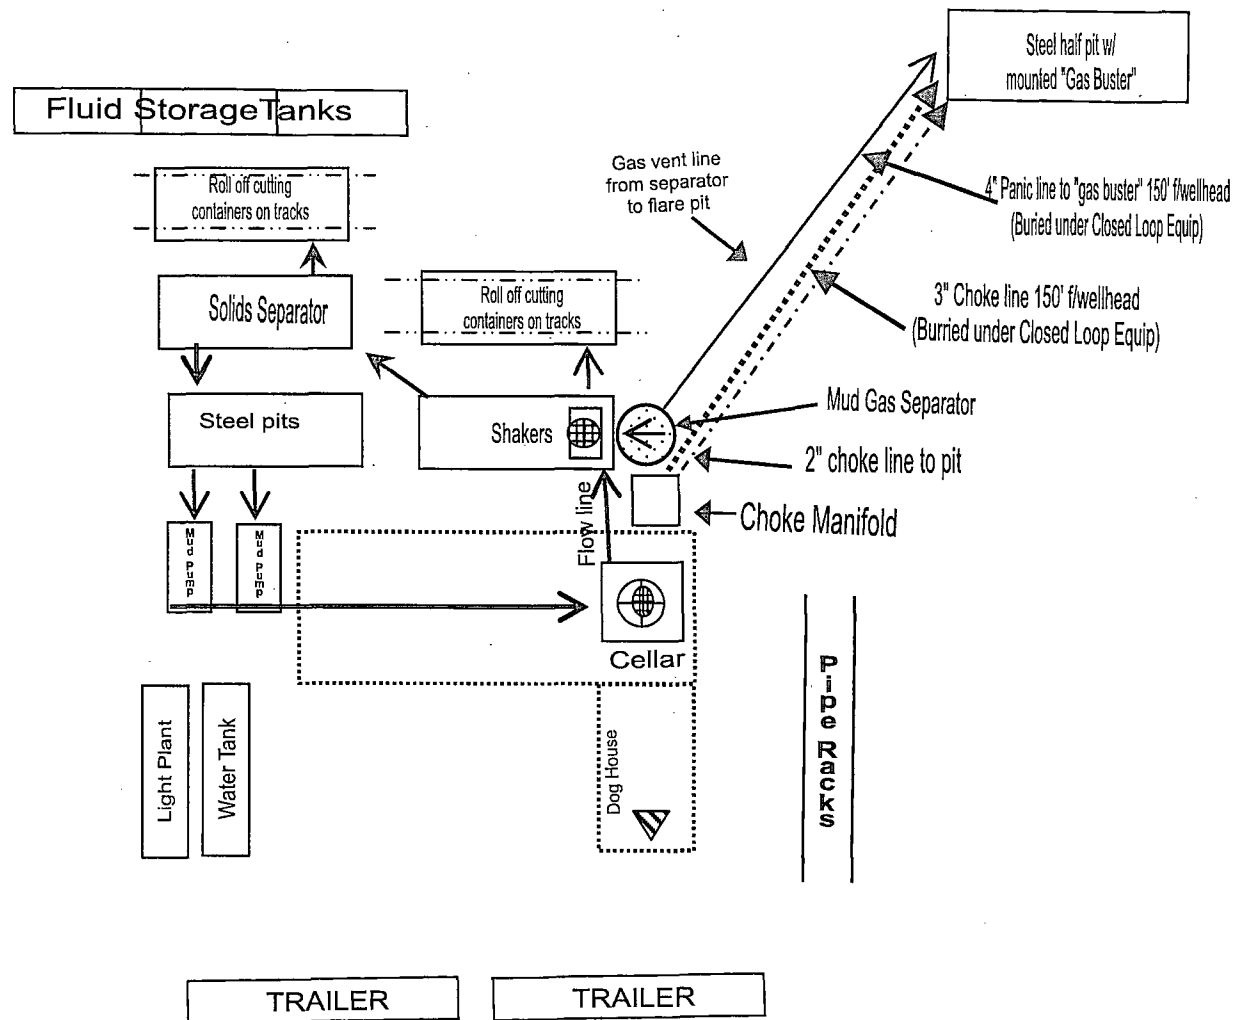 Steel half pit w/
mounted "Gas Buster"
Fluid StorageTanks
Gas vent line
from separator
to flare pit
Roll off cutting
containers on tracks
4" Panic line to "gas buster" 150' f/wellhead
(Buried under Closed Loop Equip)
Solids Separator
Roll off cutting
containers on tracks
3" Choke line 150' f/wellhead
(Burried under Closed Loop Equip)
Steel pits
Shakers
Mud Gas Separator
2" choke line to pit
Flow line
Choke Manifold
Mud Pump
Mud Pump
Cellar
Pipe Racks
Light Plant
Water Tank
Dog House
TRAILER
TRAILER